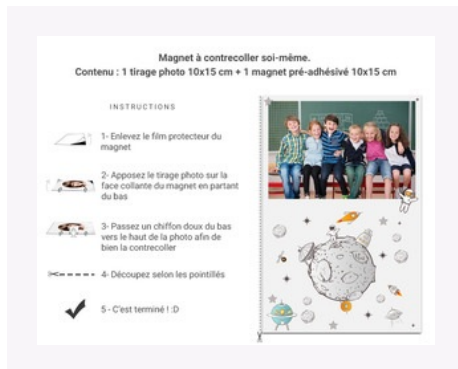 Magnet à contrecoller soi-même.
Contenu : 1 tirage photo 10x15 cm + 1 magnet pré-adhésivé 10x15 cm
INSTRUCTIONS
1- Enlevez le film protecteur du
magnet
2- Apposez le tirage photo sur la
face collante du magnet en partant
du bas
3- Passez un chiffon doux du bas
vers le haut de la photo afin de
bien la contrecoller
4- Découpez selon les pointillés
5 - C'est terminé ! :D